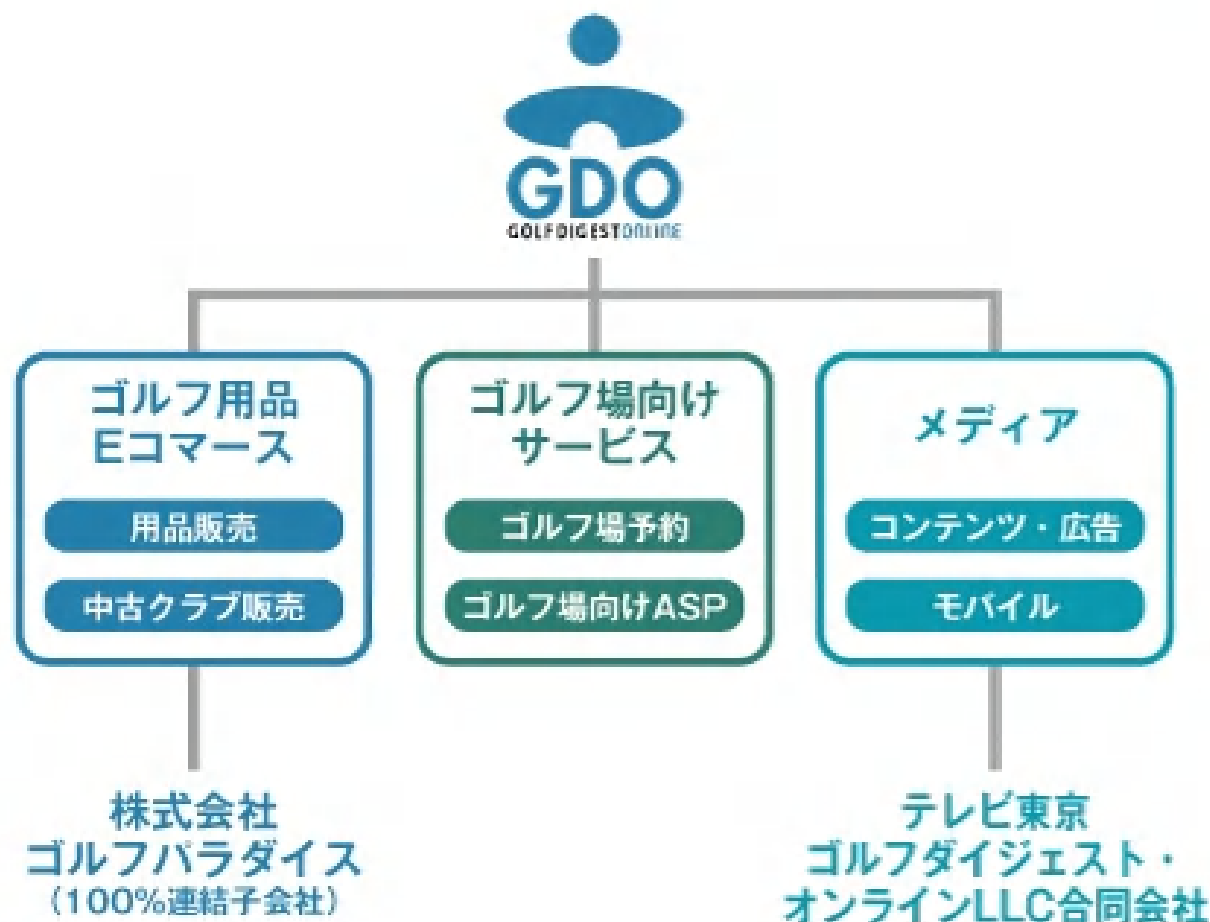 GDO
GOLFDIGESTONLINE
ゴルフ用品
Eコマース
用品販売
中古クラブ販売
ゴルフ場向け
サービス
ゴルフ場予約
ゴルフ場向けASP
メディア
コンテンツ・広告
モバイル
株式会社
ゴルフパラダイス
(100%連結子会社)
テレビ東京
ゴルフダイジェスト・
オンラインLLC合同会社